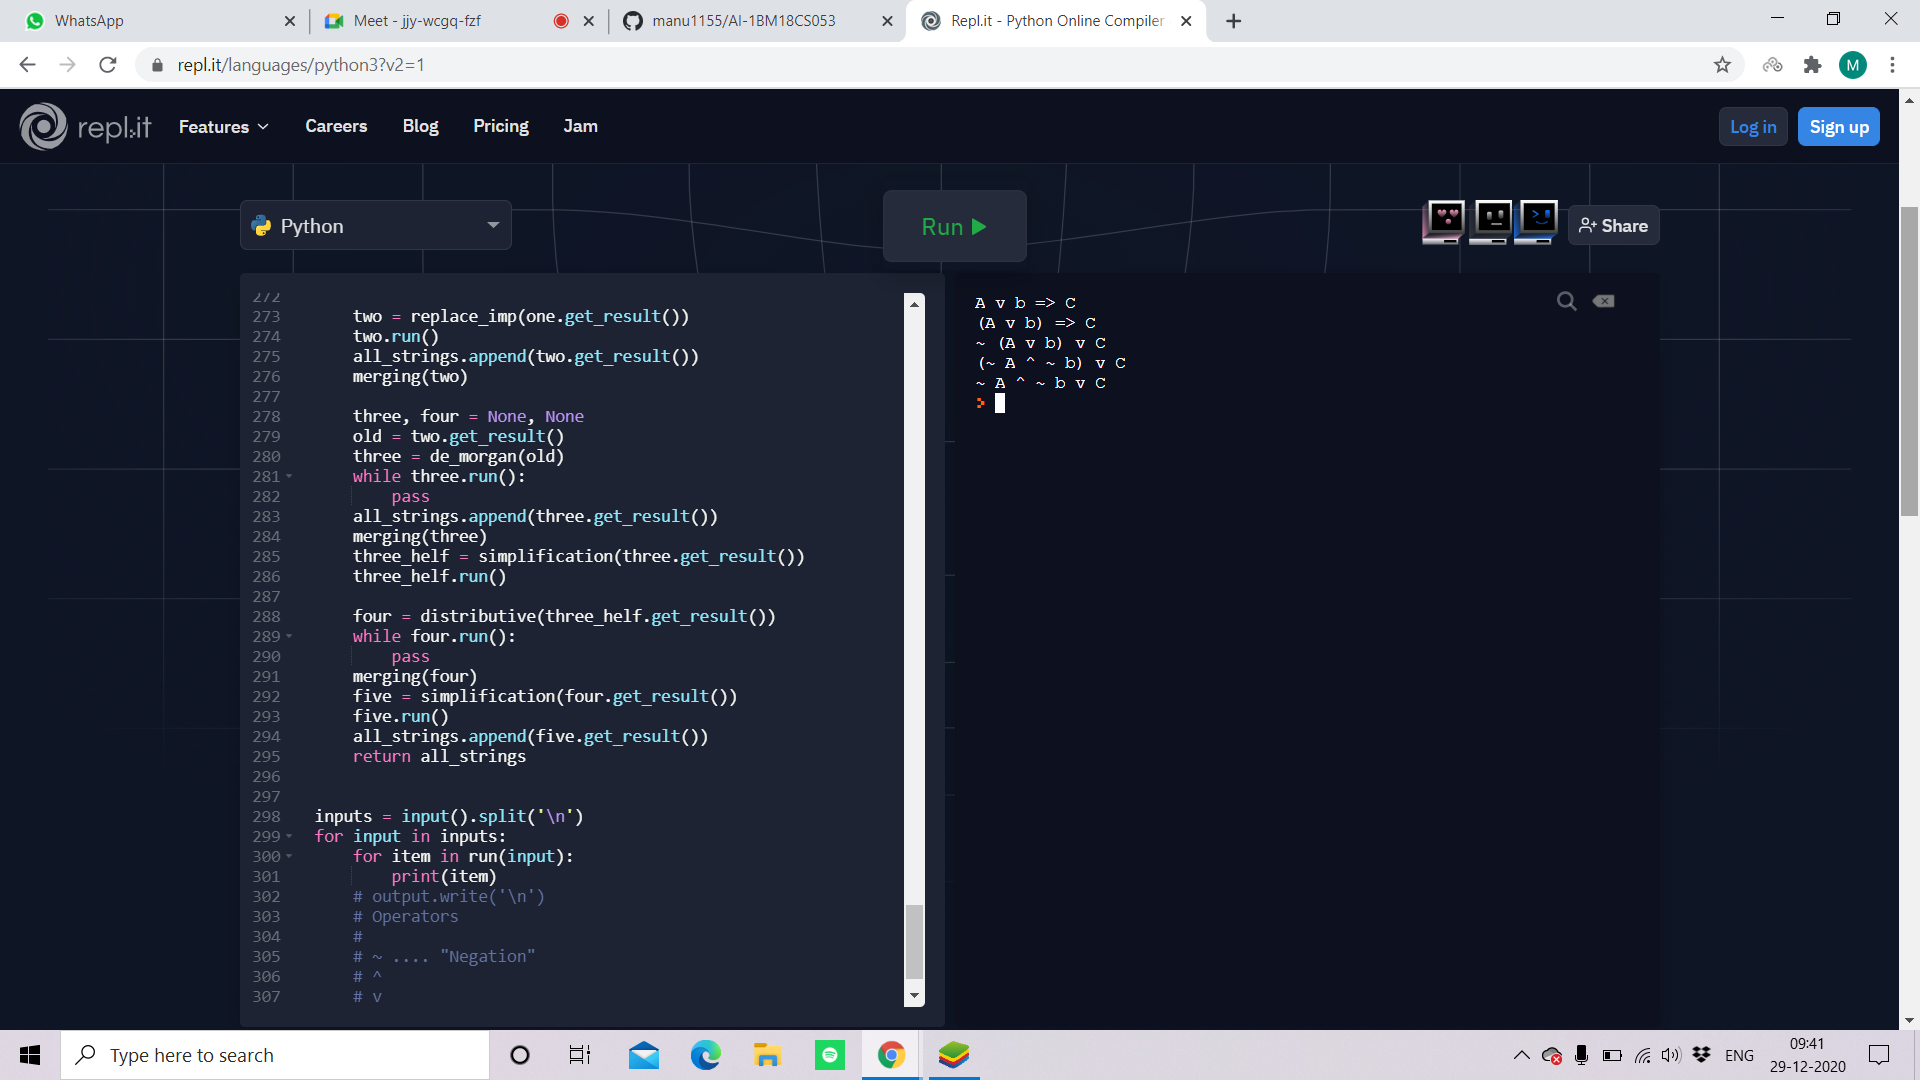 WhatsApp
Meet - jjy-wcgq-fzf
manu1155/AI-1BM18CS053
Repl.it - Python Online Compiler
repl.it/languages/python3?v2=1
M
repl.it
Features
Careers
Blog
Pricing
Jam
Log in
Sign up
Python
Run
Share
272
273 two = replace_imp(one.get_result())
274 two.run()
275 all_strings.append(two.get_result())
276 merging(two)
277
278 three, four = None, None
279 old = two.get_result()
280 three = de_morgan(old)
281 while three.run():
282 pass
283 all_strings.append(three.get_result())
284 merging(three)
285 three_helf = simplification(three.get_result())
286 three_helf.run()
287
288 four = distributive(three_helf.get_result())
289 while four.run():
290 pass
291 merging(four)
292 five = simplification(four.get_result())
293 five.run()
294 all_strings.append(five.get_result())
295 return all_strings
296
297
298 inputs = input().split('\n')
299 for input in inputs:
300 for item in run(input):
301 print(item)
302 # output.write('\n')
303 # Operators
304 #
305 # ~ .... "Negation"
306 # ^
307 # v
A v b => C
(A v b) => C
~ (A v b) v C
(~ A ^ ~ b) v C
~ A ^ ~ b v C
>
Type here to search
ENG
09:41
29-12-2020